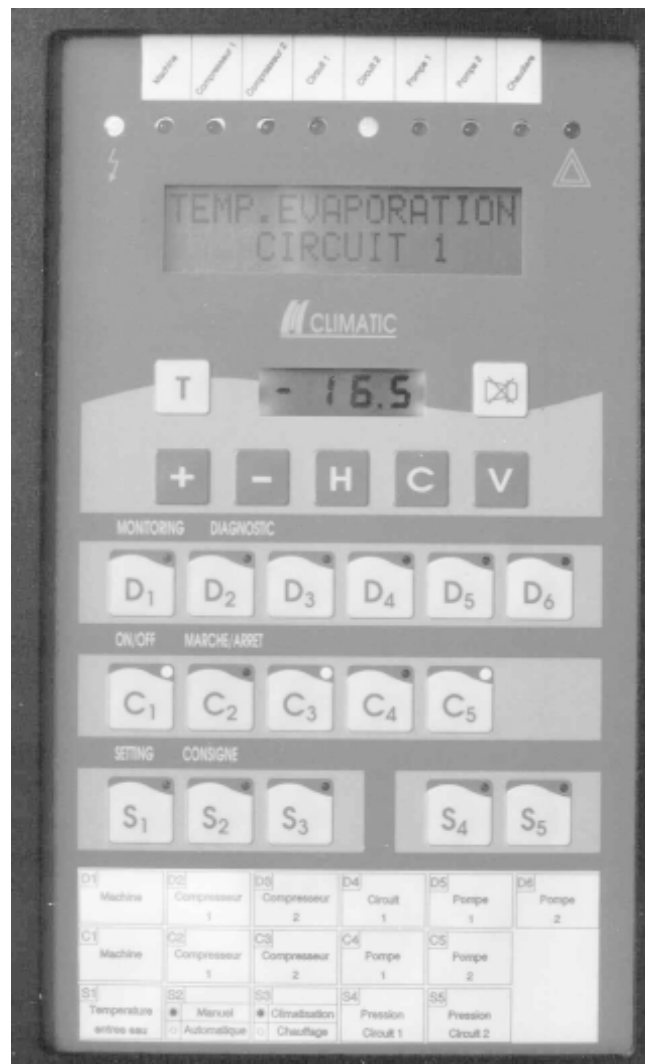 Machine
Compresseur 1
Compresseur 2
Circuit 1
Circuit 2
Pompe 1
Pompe 2
Chaudiere
TEMP.EVAPORATION
CIRCUIT 1
CLIMATIC
T
-16.5
+ - H C V
MONITORING DIAGNOSTIC
D1 D2 D3 D4 D5 D6
ON/OFF MARCHE/ARRET
C1 C2 C3 C4 C5
SETTING CONSIGNE
S1 S2 S3 S4 S5
D1 D2 D3 D4 D5 D6
Machine Compresseur Compresseur Circuit Pompe Pompe
1 2 1 1 2
C1 C2 C3 C4 C5
Machine Compresseur Compresseur Pompe Pompe
1 2 1 2
S1 S2 S3 S4 S5
Temperature Manuel Climatisation Pression Pression
entree eau Automatique Chauffage Circuit 1 Circuit 2